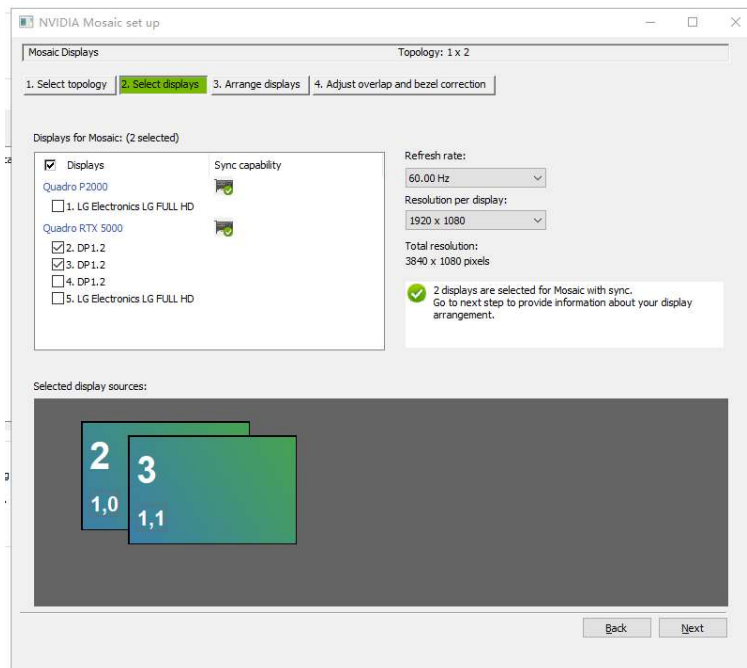 NVIDIA Mosaic set up
Mosaic Displays Topology: 1 x 2
1. Select topology 2. Select displays 3. Arrange displays 4. Adjust overlap and bezel correction
Displays for Mosaic: (2 selected)
Displays Sync capability
Quadro P2000
1. LG Electronics LG FULL HD
Quadro RTX 5000
2. DP1.2
3. DP1.2
4. DP1.2
5. LG Electronics LG FULL HD
Refresh rate:
60.00 Hz
Resolution per display:
1920 x 1080
Total resolution:
3840 x 1080 pixels
2 displays are selected for Mosaic with sync.
Go to next step to provide information about your display
arrangement.
Selected display sources:
2
1,0
3
1,1
Back Next